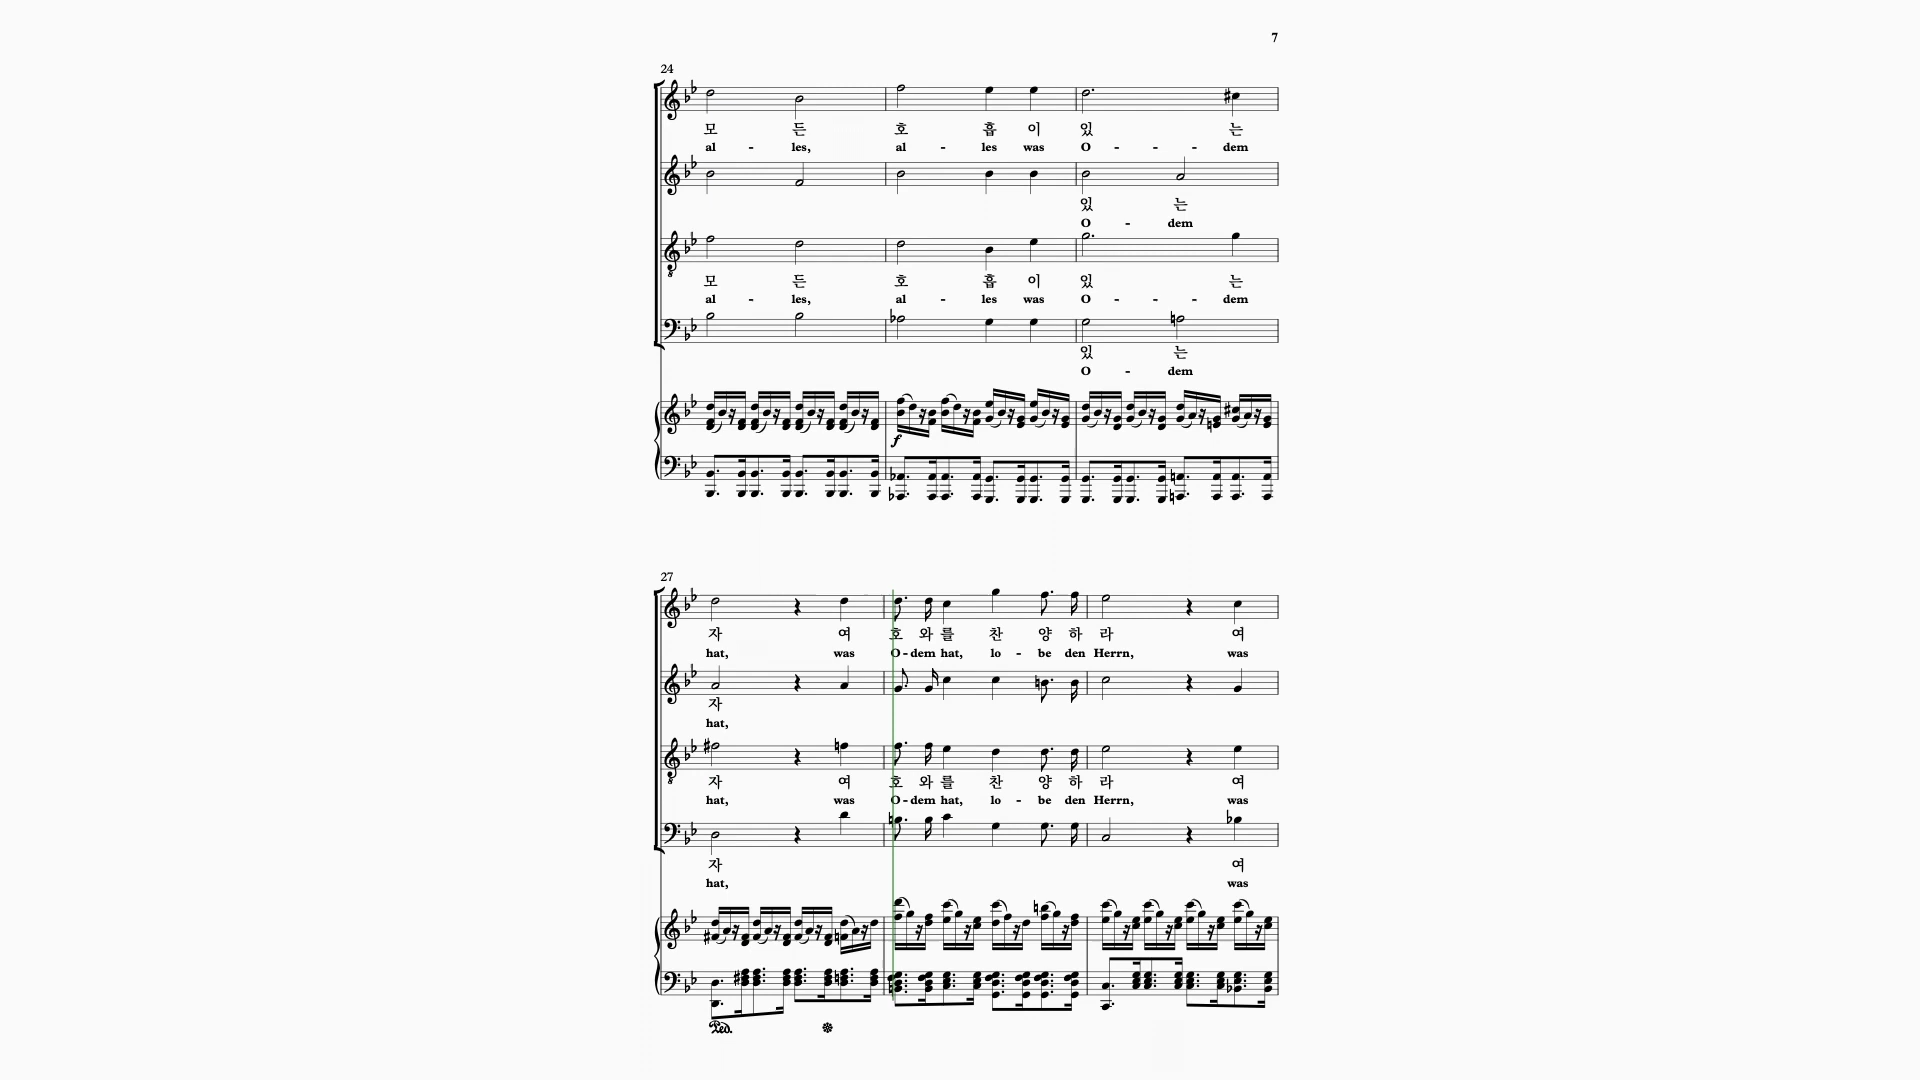 7
24
모 든 호 흡 이 있 는
al - les, al - les was O - - - dem
있 는
O - dem
모 든 호 흡 이 있 는
al - les, al - les was O - - - dem
있 는
O - dem
f
27
자 여 호 와 를 찬 양 하 라 여
hat, was O - dem hat, lo - be den Herrn, was
자
hat,
자 여 호 와 를 찬 양 하 라 여
hat, was O - dem hat, lo - be den Herrn, was
자 여
hat, was
Ped.